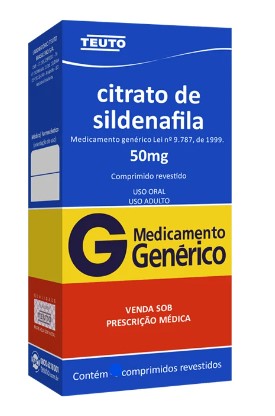 TEUTO
citrato de
sildenafila
Medicamento genérico Lei nº 9.787, de 1999.
50mg
Comprimido revestido
USO ORAL
USO ADULTO
G Medicamento
Genérico
VENDA SOB
PRESCRIÇÃO MÉDICA
Contém comprimidos revestidos